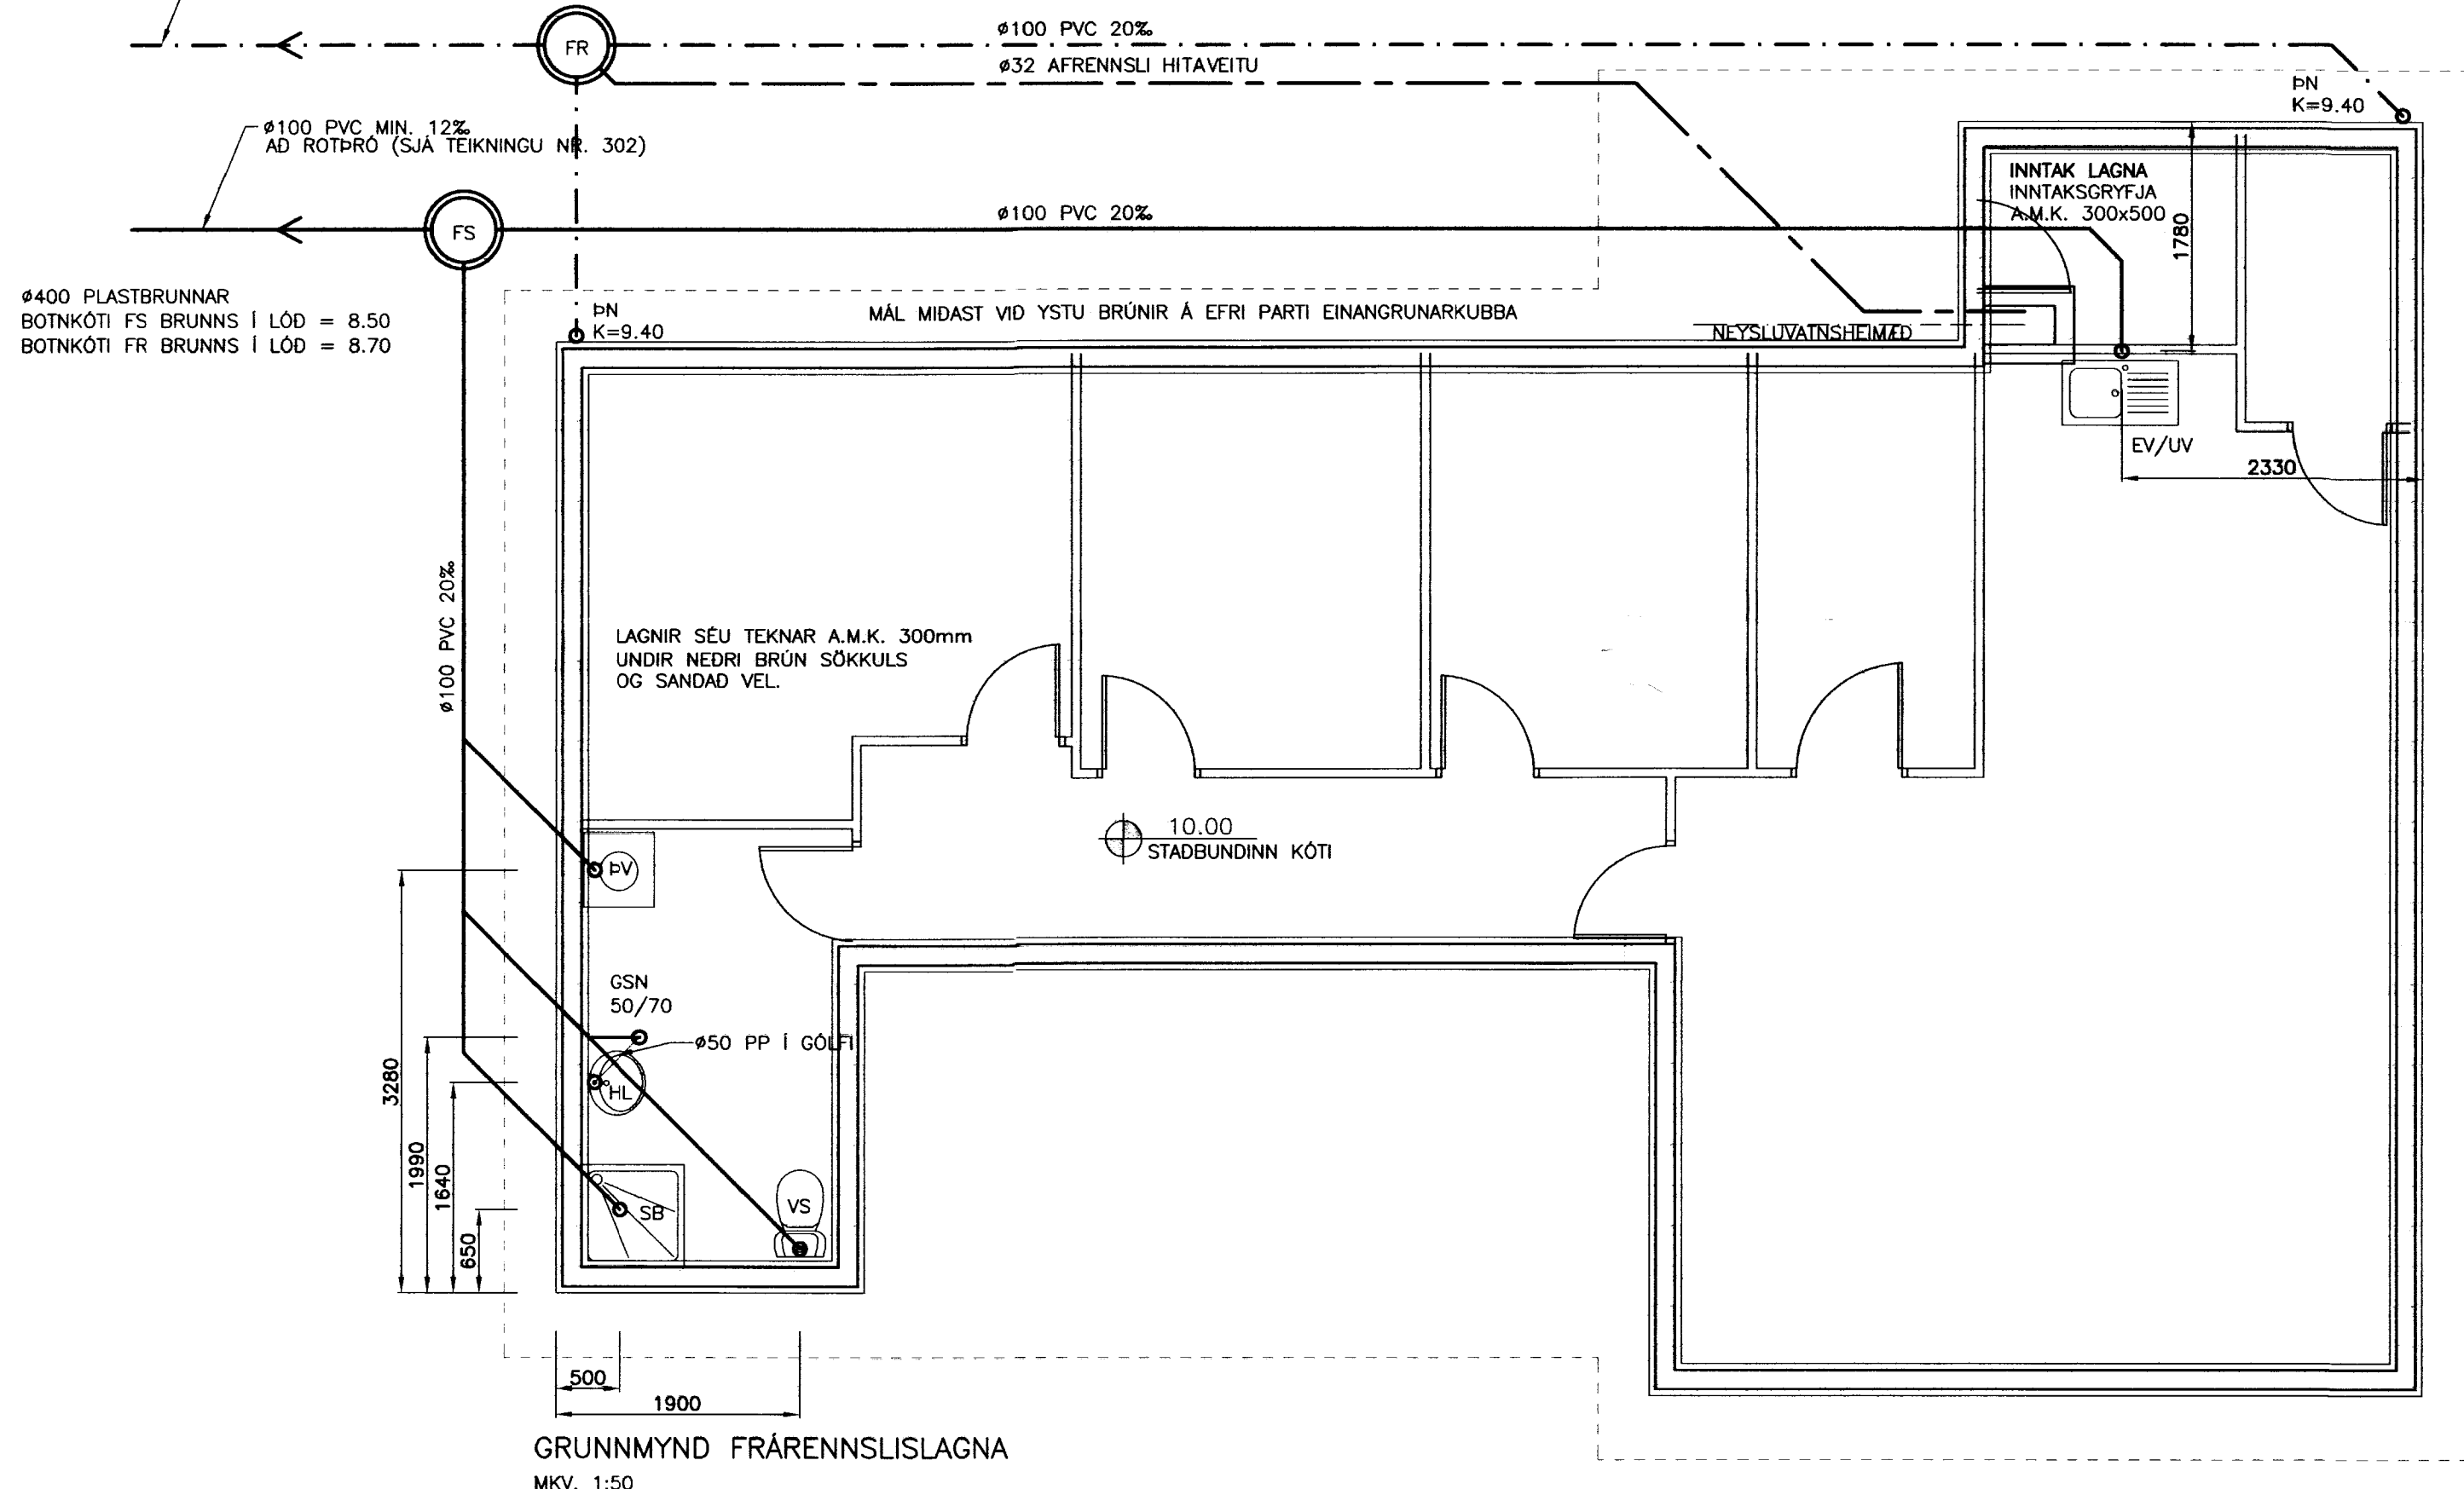 ø100 PVC 20‰
FR
ø32 AFRENNSLI HITAVEITU
ÞN
K=9.40
ø100 PVC MIN. 12‰
AÐ ROTÞRÓ (SJÁ TEIKNINGU NR. 302)
INNTAK LAGNA
INNTAKSGRYFJA
A.M.K. 300x500
1780
FS
ø100 PVC 20‰
ø400 PLASTBRUNNAR
BOTNKÓTI FS BRUNNS Í LÓÐ = 8.50
BOTNKÓTI FR BRUNNS Í LÓÐ = 8.70
ÞN
K=9.40
MÁL MIÐAST VIÐ YSTU BRÚNIR Á EFRI PARTI EINANGRUNARKUBBA
NEYSLUVATNSHEIMÆÐ
EV/UV
2330
ø100 PVC 20‰
LAGNIR SÉU TEKNAR A.M.K. 300mm
UNDIR NEÐRI BRÚN SÖKKULS
OG SANDAÐ VEL.
10.00
STAÐBUNDINN KÓTI
ÞV
GSN
50/70
ø50 PP Í GÓLFI
HL
3280
1990
1640
650
SB
VS
500
1900
GRUNNMYND FRÁRENNSLISLAGNA
MKV. 1:50